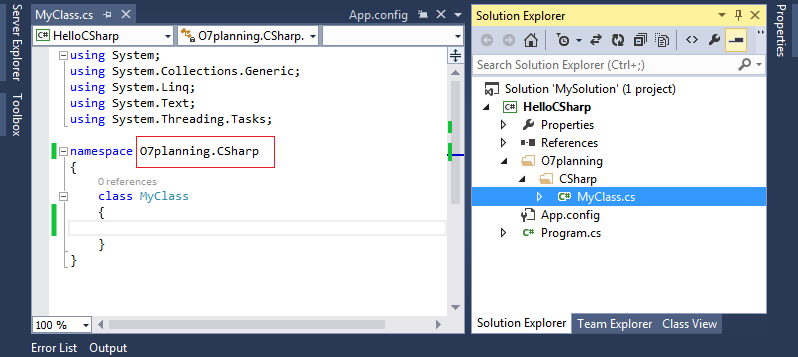 Server Explorer
Toolbox
MyClass.cs
App.config
HelloCSharp
O7planning.CSharp.
using System;
using System.Collections.Generic;
using System.Linq;
using System.Text;
using System.Threading.Tasks;
namespace O7planning.CSharp
{
0 references
class MyClass
{
}
}
100 %
Error List Output
Solution Explorer
Search Solution Explorer (Ctrl+;)
Solution 'MySolution' (1 project)
C# HelloCSharp
Properties
References
O7planning
CSharp
C# MyClass.cs
App.config
C# Program.cs
Solution Explorer Team Explorer Class View
Properties